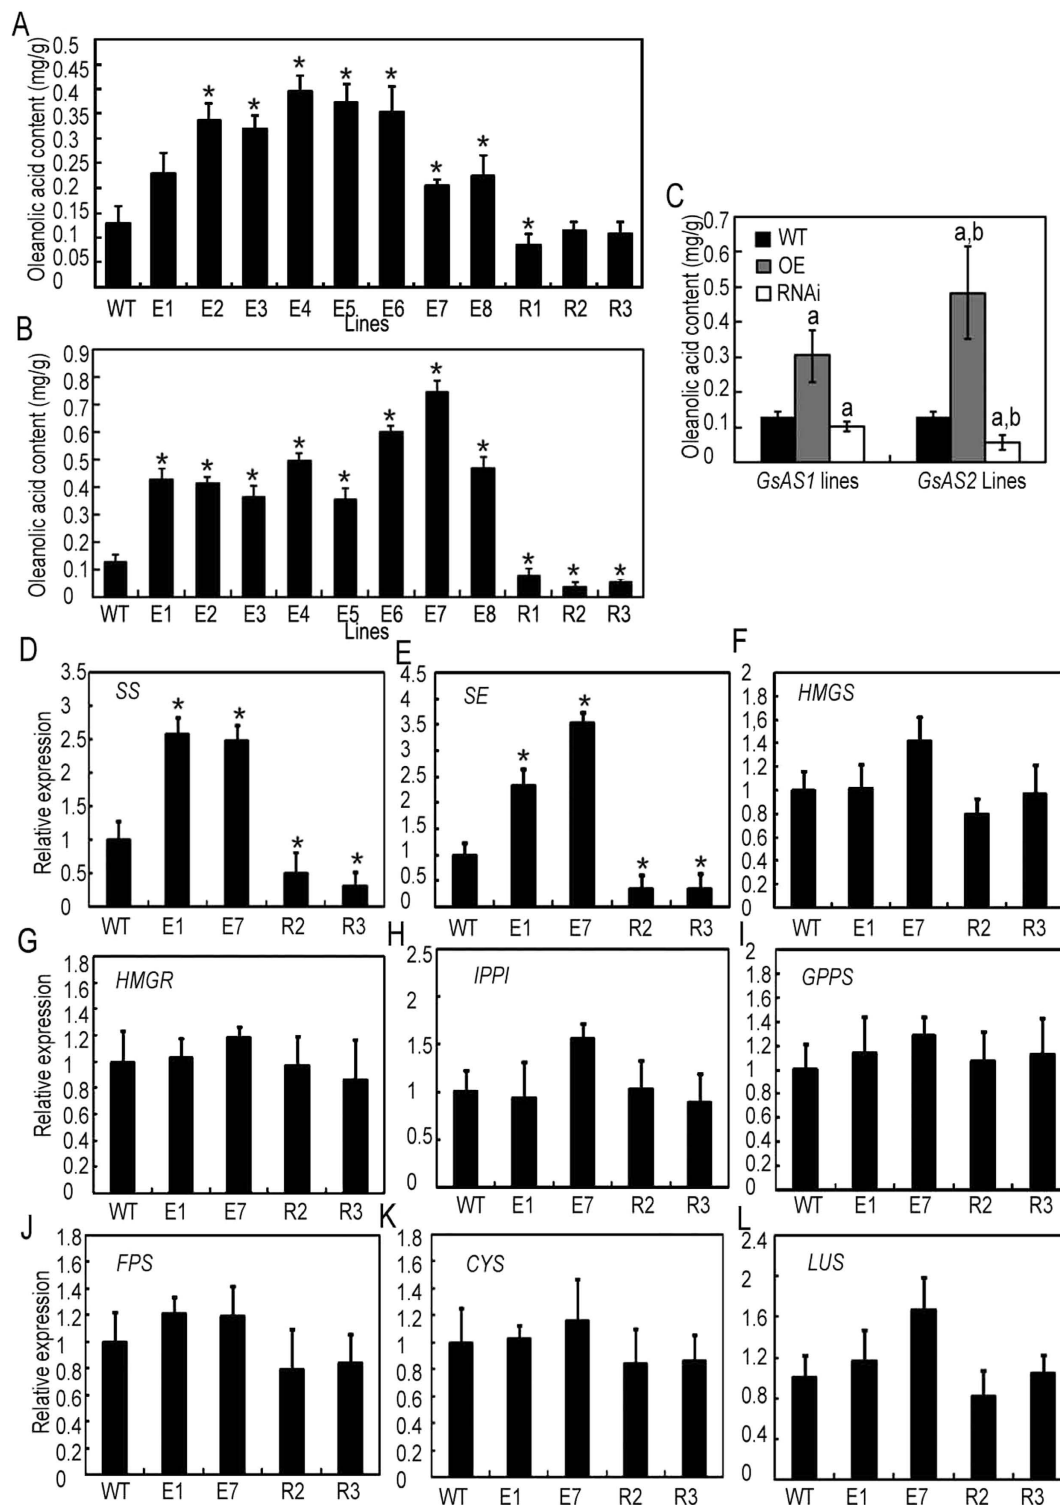 A
Oleanolic acid content (mg/g)
0.5
0.45
0.4
0.35
0.3
0.25
0.2
0.15
0.1
0.05
0
* * * * * * * *
WT E1 E2 E3 E4 E5 E6 E7 E8 R1 R2 R3
Lines
B
Oleanolic acid content (mg/g)
0.9
0.8
0.7
0.6
0.5
0.4
0.3
0.2
0.1
0
* * * * * * * * * * *
WT E1 E2 E3 E4 E5 E6 E7 E8 R1 R2 R3
Lines
C
Oleanolic acid content (mg/g)
0.7
0.6
0.5
0.4
0.3
0.2
0.1
0
WT
OE
RNAi
a a a,b a,b
GsAS1 lines GsAS2 Lines
D
Relative expression
SS
3.5
3
2.5
2
1.5
1
0.5
0
* * * *
WT E1 E7 R2 R3
E
SE
4.5
4
3.5
3
2.5
2
1.5
1
0.5
0
* * * *
WT E1 E7 R2 R3
F
HMGS
2
1.8
1.6
1.4
1.2
1
0.8
0.6
0.4
0.2
0
WT E1 E7 R2 R3
G
Relative expression
HMGR
1.8
1.6
1.4
1.2
1
0.8
0.6
0.4
0.2
0
WT E1 E7 R2 R3
H
IPPI
2.5
2
1.5
1
0.5
0
WT E1 E7 R2 R3
I
GPPS
2
1.8
1.6
1.4
1.2
1
0.8
0.6
0.4
0.2
0
WT E1 E7 R2 R3
J
Relative expression
FPS
1.8
1.6
1.4
1.2
1
0.8
0.6
0.4
0.2
0
WT E1 E7 R2 R3
K
CYS
1.8
1.6
1.4
1.2
1
0.8
0.6
0.4
0.2
0
WT E1 E7 R2 R3
L
LUS
2.4
2
1.6
1.2
0.8
0.4
0
WT E1 E7 R2 R3